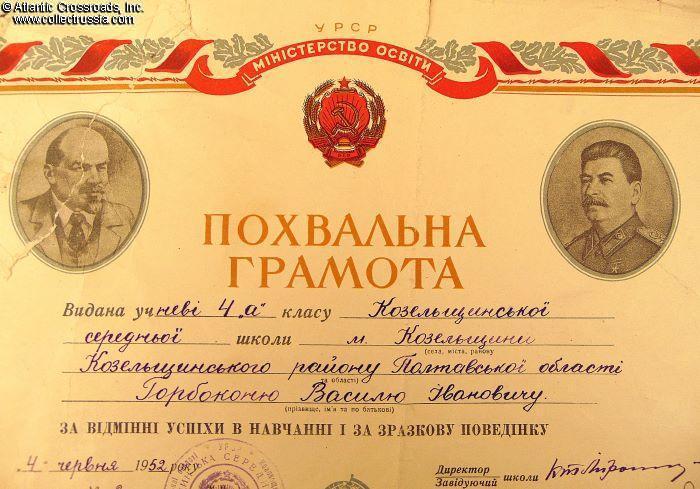 © Atlantic Crossroads, Inc.
www.collectrussia.com
УРСР
МІНІСТЕРСТВО ОСВІТИ
ПОХВАЛЬНА
ГРАМОТА
Видана учневі 4 „а" класу Козельщинської
середньої школи м. Козельщини
(села, міста, району
Козельщинського району Полтавської області
та області)
Горбоконю Василю Івановичу.
(прізвище, ім'я та по батькові)
ЗА ВІДМІННІ УСПІХИ В НАВЧАННІ І ЗА ЗРАЗКОВУ ПОВЕДІНКУ
„4" червня 1952 року
УРСР
Директор
Завідуючий школи